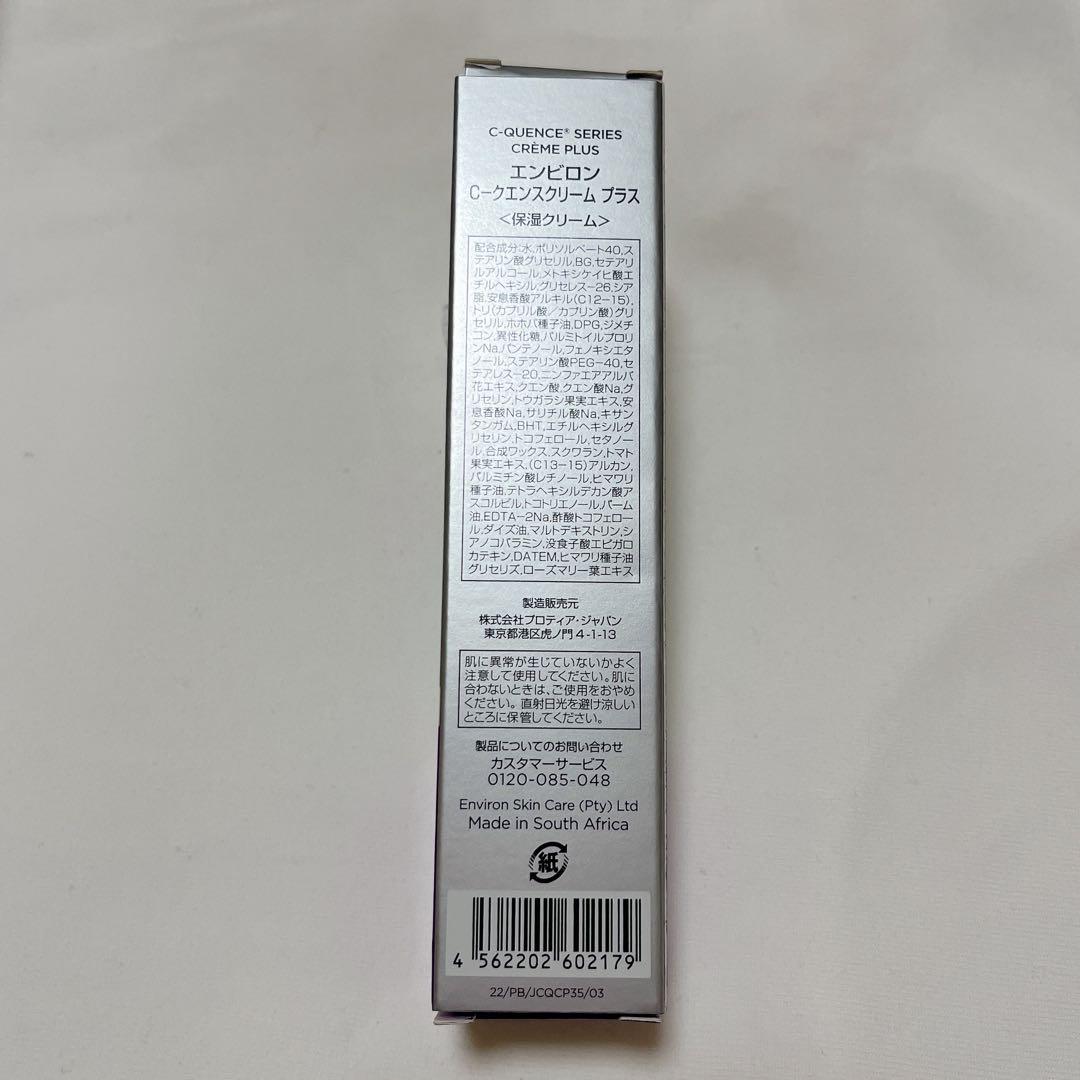 C-QUENCE® SERIES
CRÈME PLUS
エンビロン
C－クエンスクリーム プラス
＜保湿クリーム＞
配合成分:水,ポリソルベート40,ス
テアリン酸グリセリル,BG,セテアリ
ルアルコール,メトキシケイヒ酸エ
チルヘキシル,グリセレス－26,シア
脂,安息香酸アルキル(C12－15),
トリ(カプリル酸／カプリン酸)グリ
セリル,ホホバ種子油,DPG,ジメチ
コン,異性化糖,パルミトイルプロリ
ンNa,パンテノール,フェノキシエタ
ノール,ステアリン酸PEG－40,セ
テアレス－20,ニンファエアアルバ
花エキス,クエン酸,クエン酸Na,グ
リセリン,トウガラシ果実エキス,安
息香酸Na,サリチル酸Na,キサン
タンガム,BHT,エチルヘキシルグ
リセリン,トコフェロール,セタノー
ル,合成ワックス,スクワラン,トマト
果実エキス,(C13－15)アルカン,
パルミチン酸レチノール,ヒマワリ
種子油,テトラヘキシルデカン酸ア
スコルビル,トコトリエノール,パーム
油,EDTA－2Na,酢酸トコフェロー
ル,ダイズ油,マルトデキストリン,シ
アノコバラミン,没食子酸エピガロ
カテキン,DATEM,ヒマワリ種子油
グリセリズ,ローズマリー葉エキス
製造販売元
株式会社プロティア・ジャパン
東京都港区虎ノ門4-1-13
肌に異常が生じていないかよく
注意して使用してください。肌に
合わないときは、ご使用をおやめ
ください。直射日光を避け涼しい
ところに保管してください。
製品についてのお問い合わせ
カスタマーサービス
0120-085-048
Environ Skin Care (Pty) Ltd
Made in South Africa
紙
4 562202 602179
22/PB/JCQCP35/03